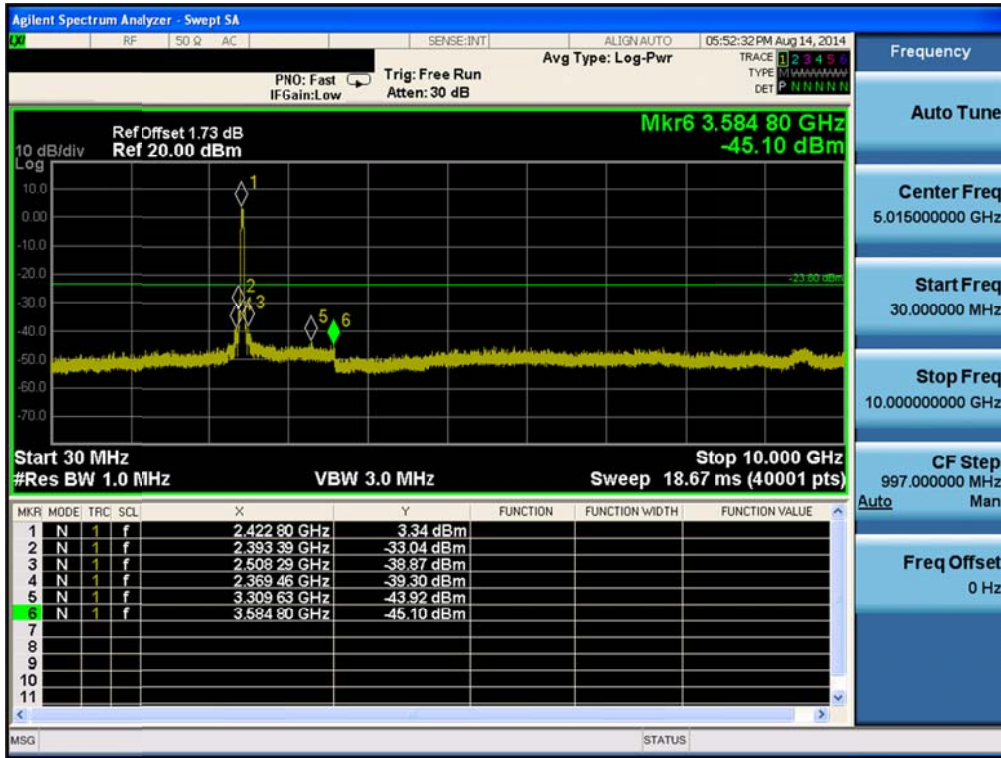 Agilent Spectrum Analyzer - Swept SA
LXI RF 50 Ω AC SENSE:INT ALIGN AUTO 05:52:32 PM Aug 14, 2014
Avg Type: Log-Pwr
TRACE 1 2 3 4 5 6
PNO: Fast Trig: Free Run
TYPE M
IFGain:Low Atten: 30 dB
DET P N N N N N
Mkr6 3.584 80 GHz
-45.10 dBm
Ref Offset 1.73 dB
10 dB/div Ref 20.00 dBm
Log
10.0
0.00
-10.0
-20.0
-30.0
-40.0
-50.0
-60.0
-70.0
1
2
4 3
5 6
-23.60 dBm
Start 30 MHz Stop 10.000 GHz
#Res BW 1.0 MHz VBW 3.0 MHz Sweep 18.67 ms (40001 pts)
MKR MODE TRC SCL X Y FUNCTION FUNCTION WIDTH FUNCTION VALUE
1 N 1 f 2.422 80 GHz 3.34 dBm
2 N 1 f 2.393 39 GHz -33.04 dBm
3 N 1 f 2.508 29 GHz -38.87 dBm
4 N 1 f 2.369 46 GHz -39.30 dBm
5 N 1 f 3.309 63 GHz -43.92 dBm
6 N 1 f 3.584 80 GHz -45.10 dBm
7
8
9
10
11
MSG STATUS
Frequency
Auto Tune
Center Freq
5.015000000 GHz
Start Freq
30.000000 MHz
Stop Freq
10.000000000 GHz
CF Step
997.000000 MHz
Auto Man
Freq Offset
0 Hz